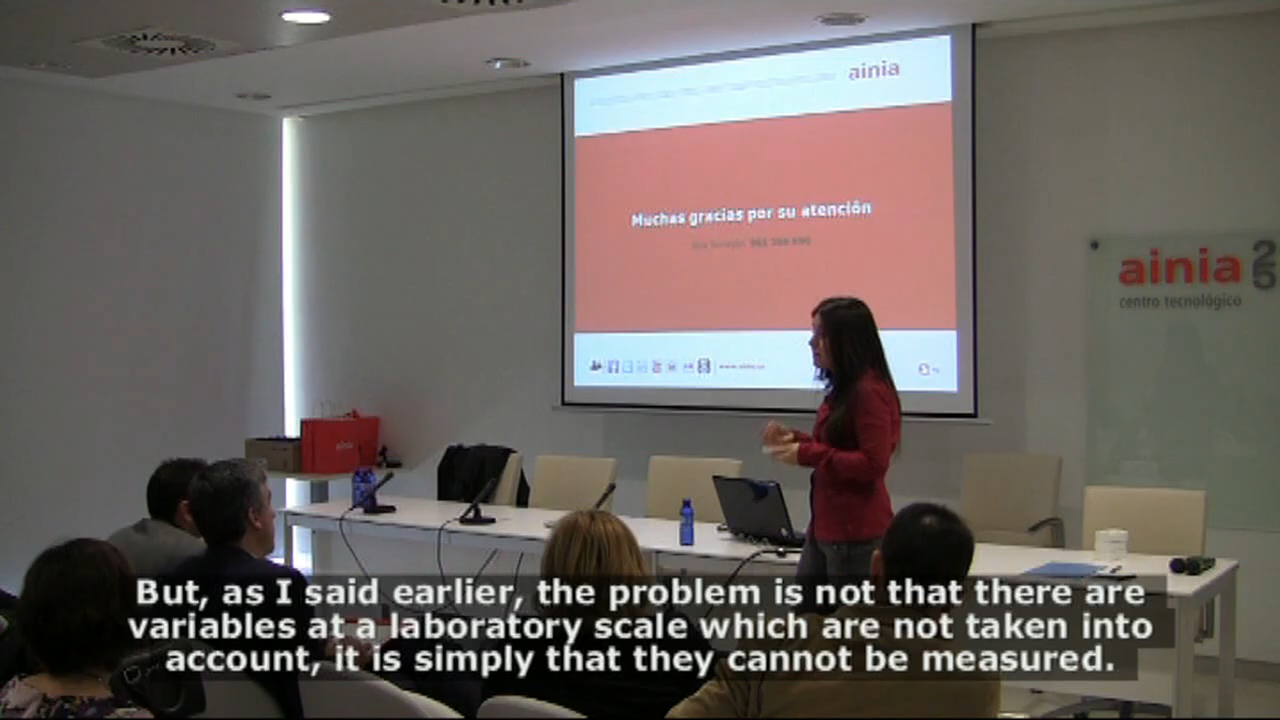 ainia
Muchas gracias por su atención
ainia 25
centro tecnológico
ainia
But, as I said earlier, the problem is not that there are
variables at a laboratory scale which are not taken into
account, it is simply that they cannot be measured.